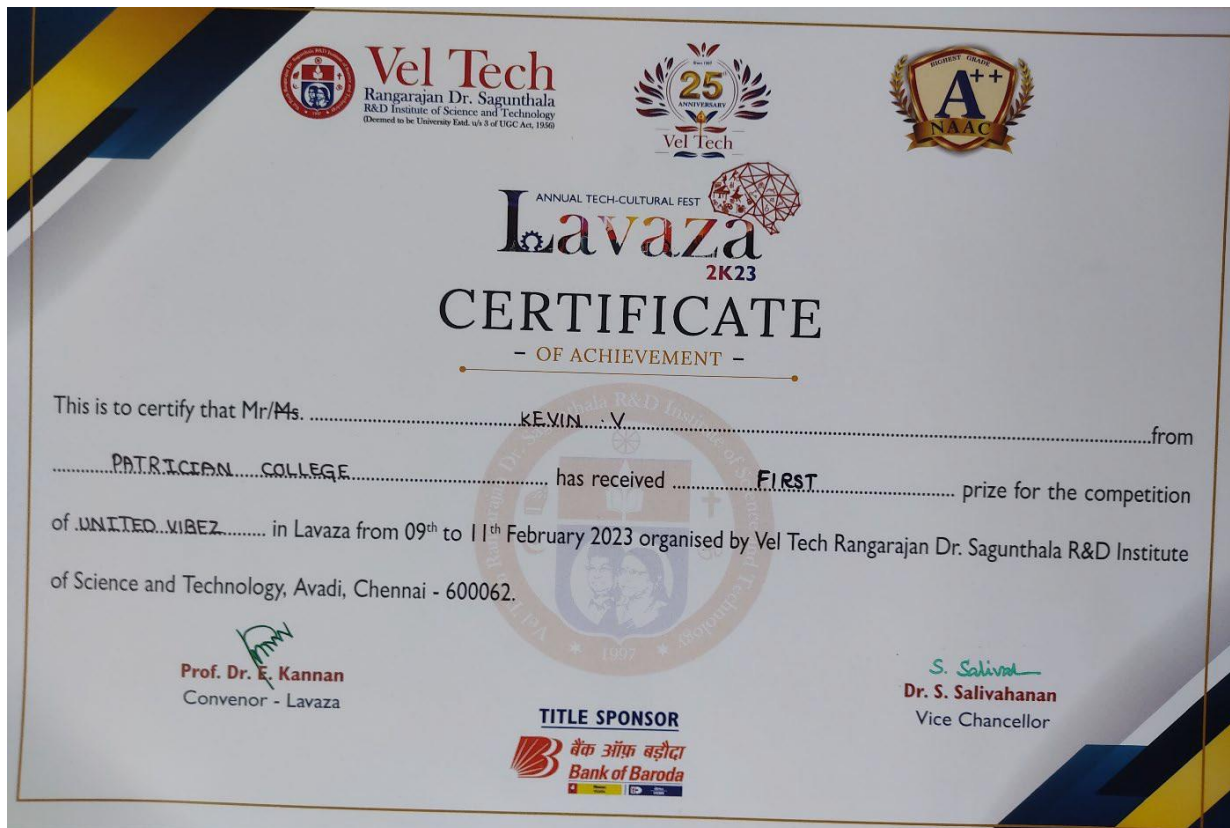 Vel Tech
Rangarajan Dr. Sagunthala
R&D Institute of Science and Technology
(Deemed to be University Estd. u/s 3 of UGC Act, 1956)
Since 1997
25
ANNIVERSARY
Vel Tech
HIGHEST GRADE
A++
NAAC
ANNUAL TECH-CULTURAL FEST
Lavaza
2K23
CERTIFICATE
- OF ACHIEVEMENT -
This is to certify that Mr/Ms. KEVIN . V from
PATRICIAN COLLEGE has received FIRST prize for the competition
of UNITED VIBEZ in Lavaza from 09th to 11th February 2023 organised by Vel Tech Rangarajan Dr. Sagunthala R&D Institute
of Science and Technology, Avadi, Chennai - 600062.
1997
Prof. Dr. E. Kannan
Convenor - Lavaza
S. Salivah
Dr. S. Salivahanan
Vice Chancellor
TITLE SPONSOR
बैंक ऑफ़ बड़ौदा
Bank of Baroda